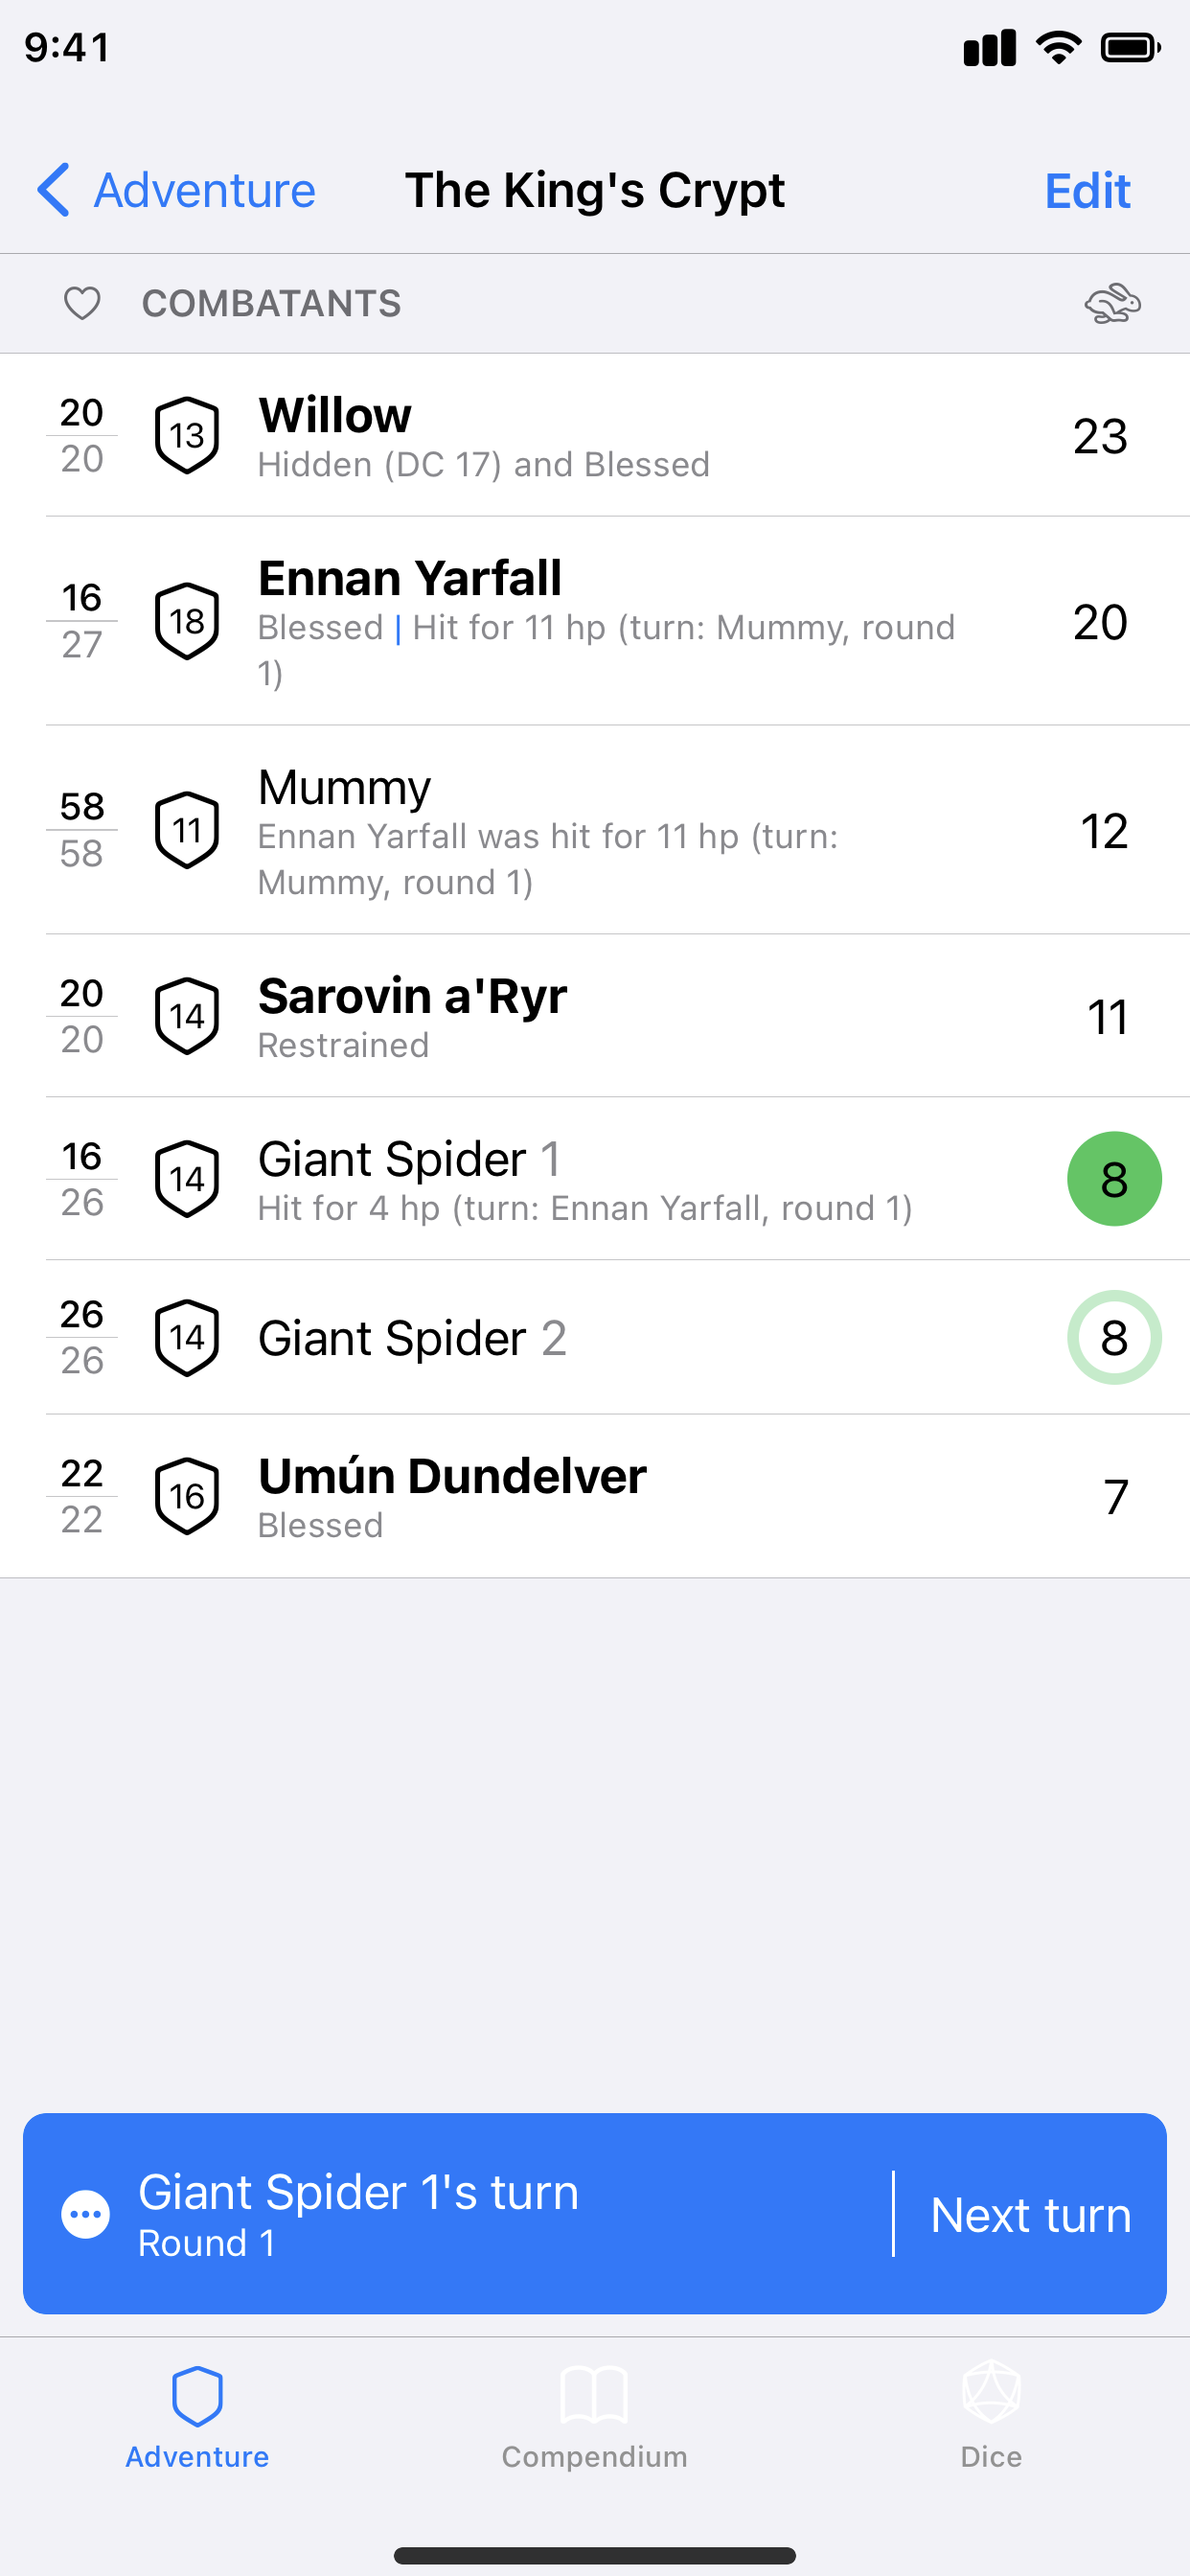 9:41
Adventure The King's Crypt Edit
COMBATANTS
20
20
13
Willow
Hidden (DC 17) and Blessed
23
16
27
18
Ennan Yarfall
Blessed | Hit for 11 hp (turn: Mummy, round
1)
20
58
58
11
Mummy
Ennan Yarfall was hit for 11 hp (turn:
Mummy, round 1)
12
20
20
14
Sarovin a'Ryr
Restrained
11
16
26
14
Giant Spider 1
Hit for 4 hp (turn: Ennan Yarfall, round 1)
8
26
26
14
Giant Spider 2
8
22
22
16
Umún Dundelver
Blessed
7
Giant Spider 1's turn
Round 1
Next turn
Adventure Compendium Dice